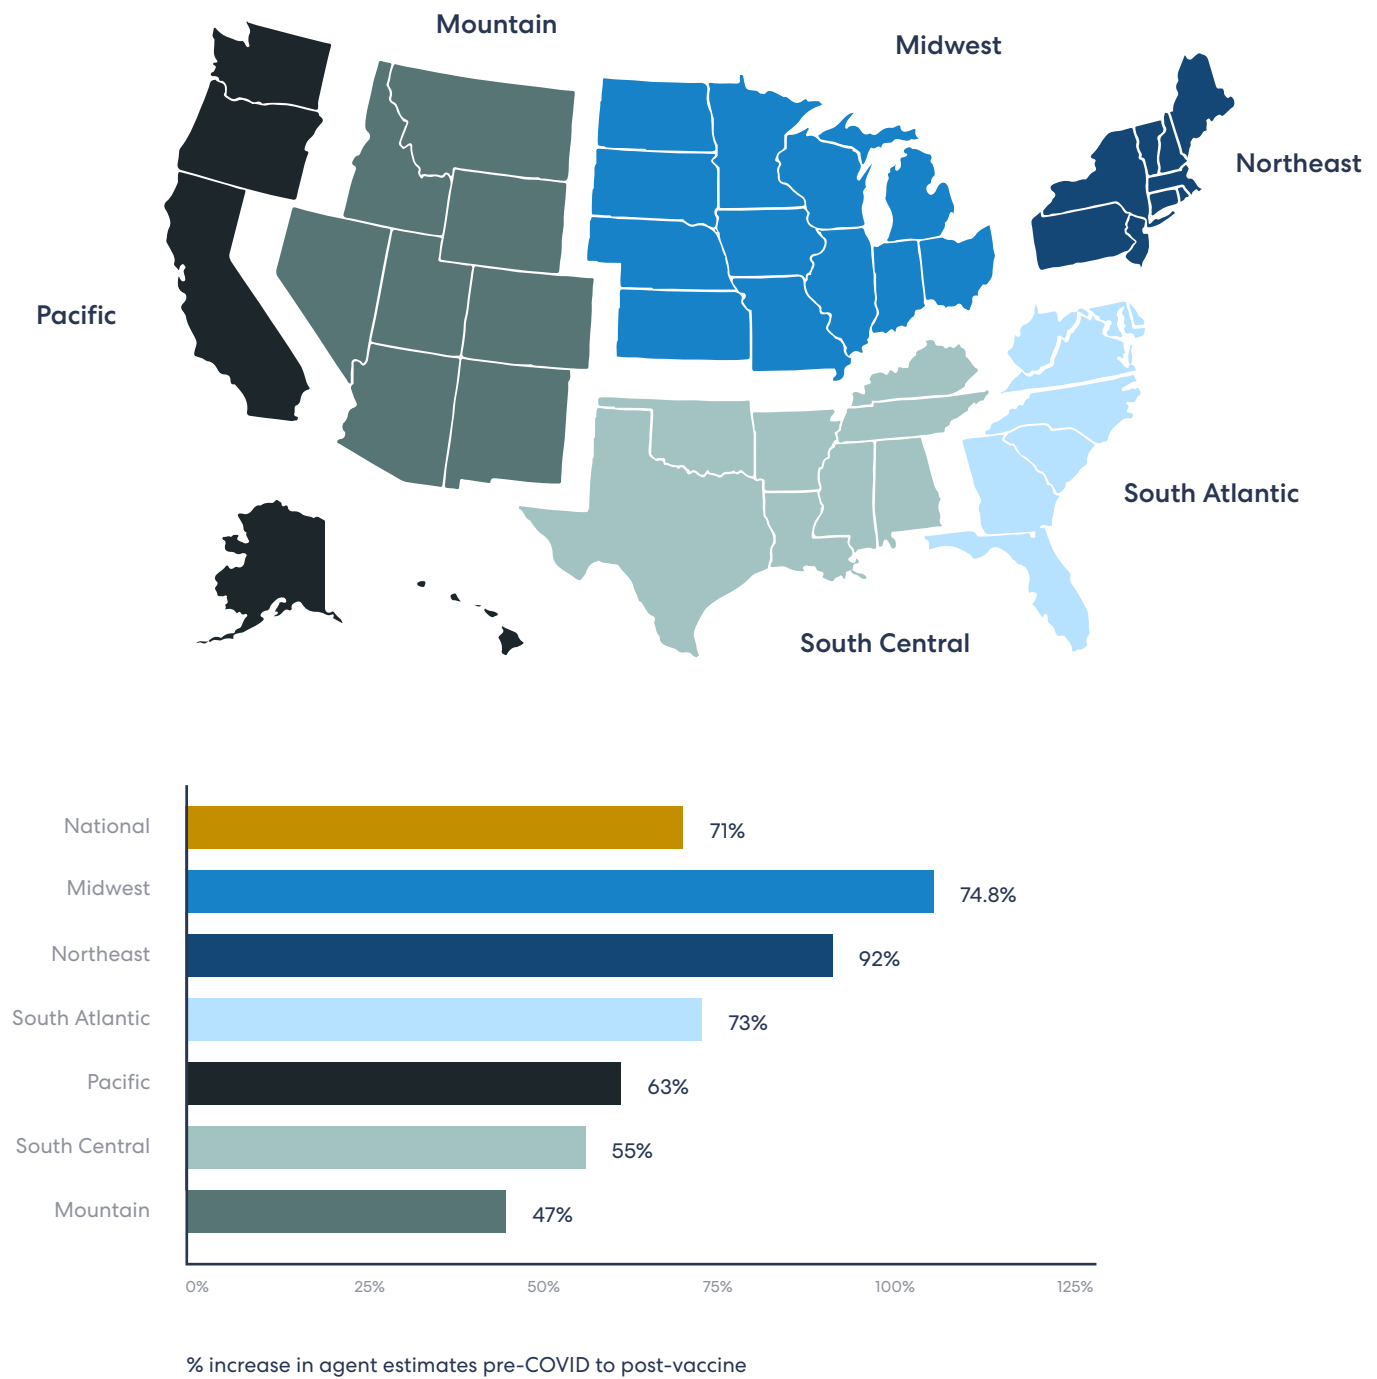 Mountain
Midwest
Northeast
Pacific
South Atlantic
South Central
National
71%
Midwest
74.8%
Northeast
92%
South Atlantic
73%
Pacific
63%
South Central
55%
Mountain
47%
0% 25% 50% 75% 100% 125%
% increase in agent estimates pre-COVID to post-vaccine